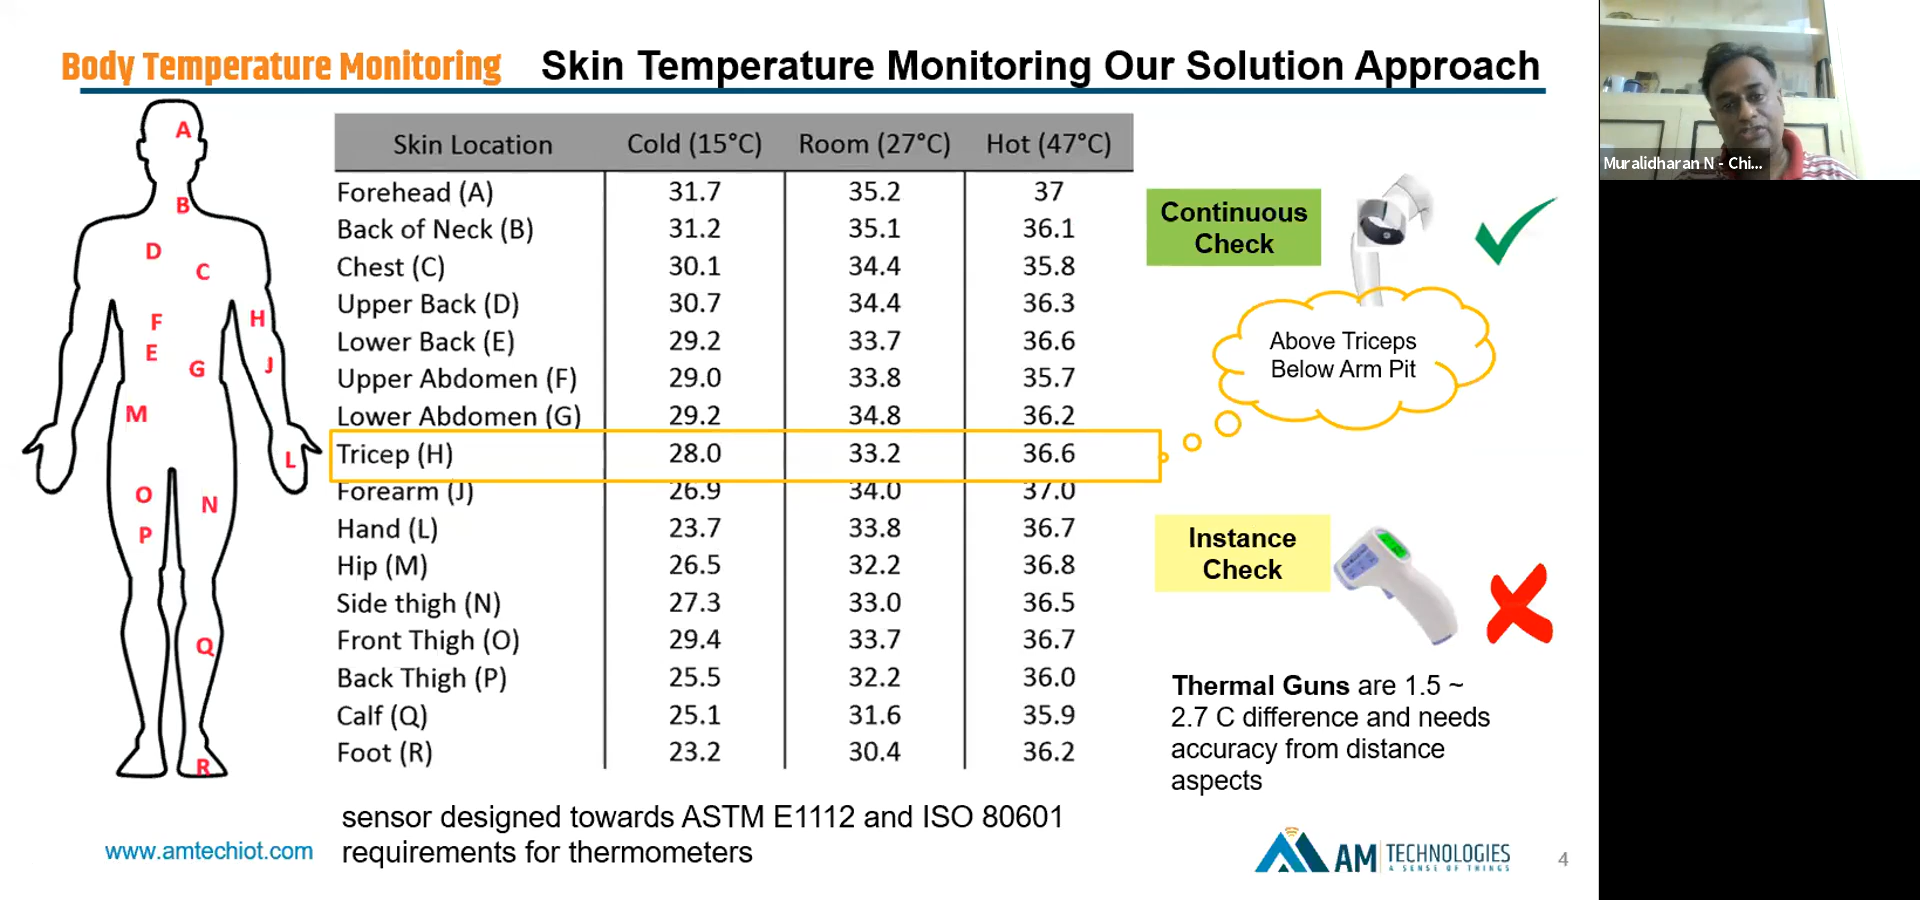 Body Temperature Monitoring Skin Temperature Monitoring Our Solution Approach
A
B
D
C
F
H
E
G
J
M
L
O
N
P
Q
R
Skin Location Cold (15°C) Room (27°C) Hot (47°C)
Forehead (A) 31.7 35.2 37
Back of Neck (B) 31.2 35.1 36.1
Chest (C) 30.1 34.4 35.8
Upper Back (D) 30.7 34.4 36.3
Lower Back (E) 29.2 33.7 36.6
Upper Abdomen (F) 29.0 33.8 35.7
Lower Abdomen (G) 29.2 34.8 36.2
Tricep (H) 28.0 33.2 36.6
Forearm (J) 26.9 34.0 37.0
Hand (L) 23.7 33.8 36.7
Hip (M) 26.5 32.2 36.8
Side thigh (N) 27.3 33.0 36.5
Front Thigh (O) 29.4 33.7 36.7
Back Thigh (P) 25.5 32.2 36.0
Calf (Q) 25.1 31.6 35.9
Foot (R) 23.2 30.4 36.2
Continuous
Check
Above Triceps
Below Arm Pit
Instance
Check
Thermal Guns are 1.5 ~
2.7 C difference and needs
accuracy from distance
aspects
sensor designed towards ASTM E1112 and ISO 80601
requirements for thermometers
www.amtechiot.com
AM TECHNOLOGIES
A SENSE OF THINGS
4
Muralidharan N - Chi...